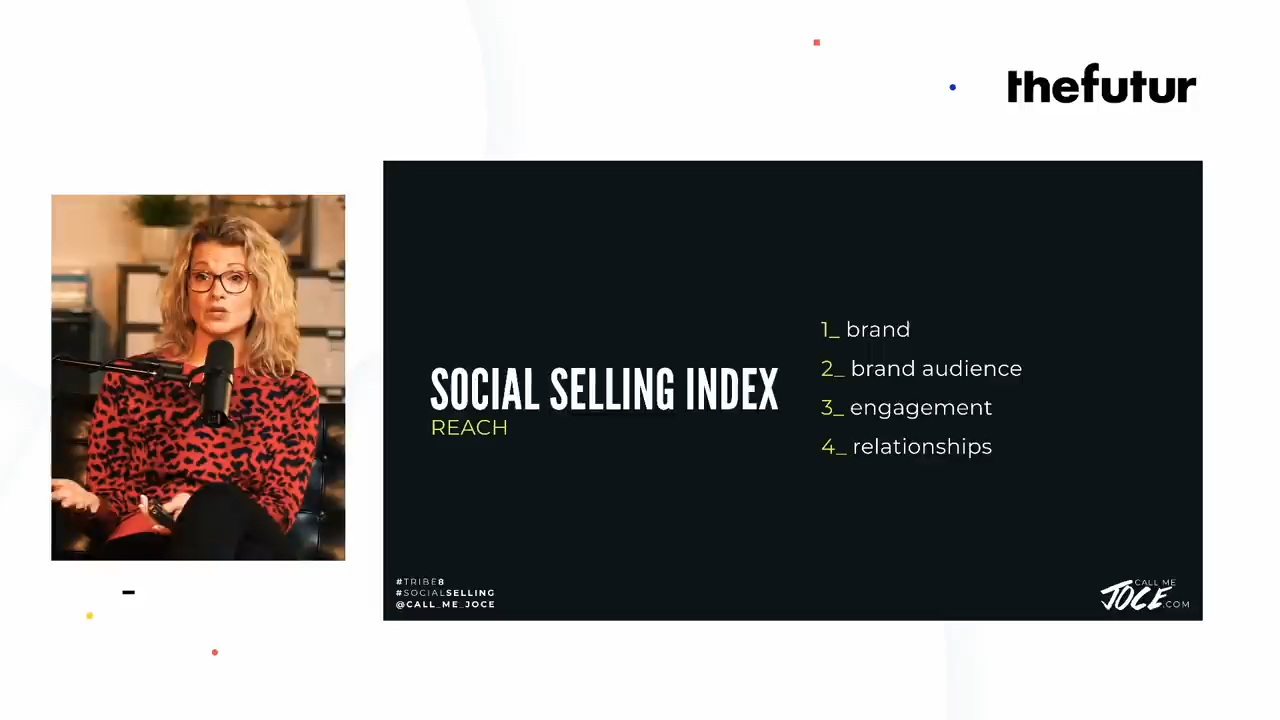 thefutur
SOCIAL SELLING INDEX
REACH
1_ brand
2_ brand audience
3_ engagement
4_ relationships
#TRIBE8
#SOCIALSELLING
@CALL_ME_JOCE
CALL ME
JOCE
.COM